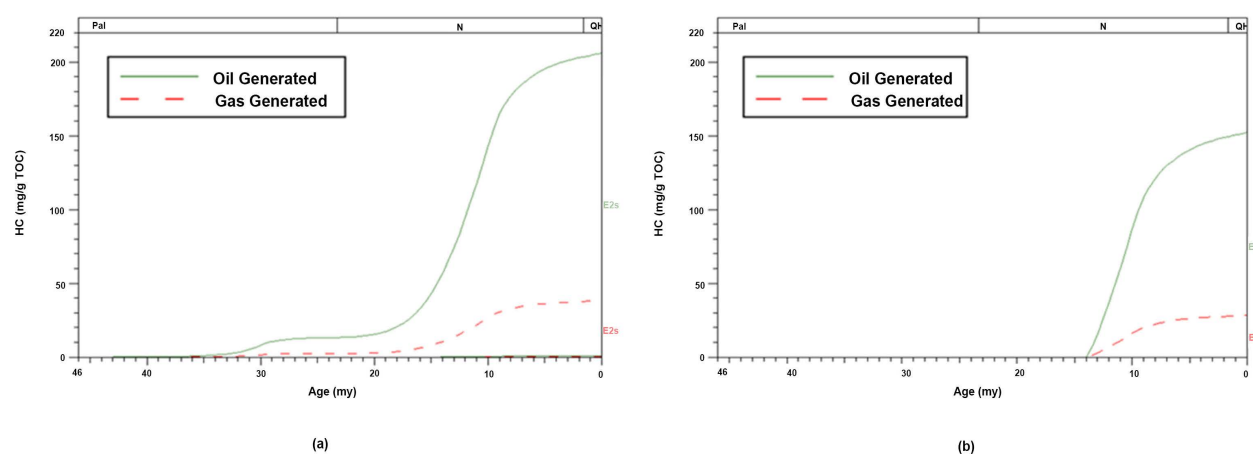 Pal N QH
220
Oil Generated
Gas Generated
200
150
HC (mg/g TOC)
E2s
100
50
E2s
0
46 40 30 20 10 0
Age (my)
(a)
Pal N QH
220
Oil Generated
Gas Generated
200
150
HC (mg/g TOC)
100
E
50
E
0
46 40 30 20 10 0
Age (my)
(b)